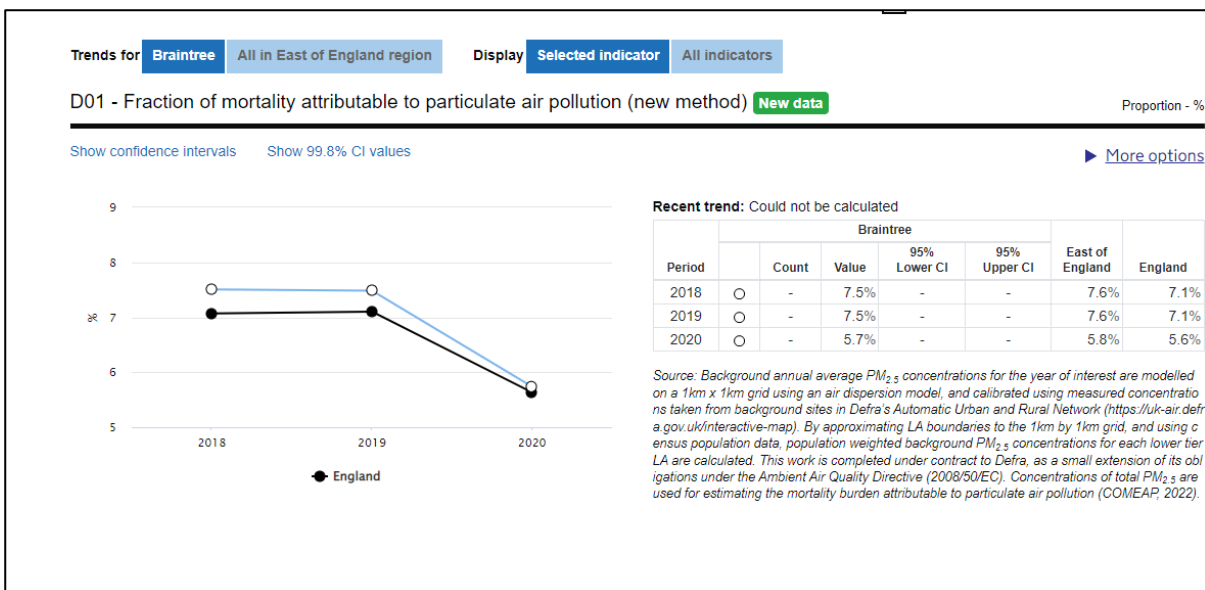 Trends for Braintree All in East of England region Display Selected indicator All indicators
D01 - Fraction of mortality attributable to particulate air pollution (new method) New data Proportion - %
Show confidence intervals Show 99.8% CI values
► More options
9
8
7
6
5
%
2018 2019 2020
England
Recent trend: Could not be calculated
Braintree
Period Count Value 95% Lower CI 95% Upper CI East of England England
2018 - 7.5% - - 7.6% 7.1%
2019 - 7.5% - - 7.6% 7.1%
2020 - 5.7% - - 5.8% 5.6%
Source: Background annual average PM2.5 concentrations for the year of interest are modelled
on a 1km x 1km grid using an air dispersion model, and calibrated using measured concentratio
ns taken from background sites in Defra's Automatic Urban and Rural Network (https://uk-air.defr
a.gov.uk/interactive-map). By approximating LA boundaries to the 1km by 1km grid, and using c
ensus population data, population weighted background PM2.5 concentrations for each lower tier
LA are calculated. This work is completed under contract to Defra, as a small extension of its obl
igations under the Ambient Air Quality Directive (2008/50/EC). Concentrations of total PM2.5 are
used for estimating the mortality burden attributable to particulate air pollution (COMEAP, 2022).